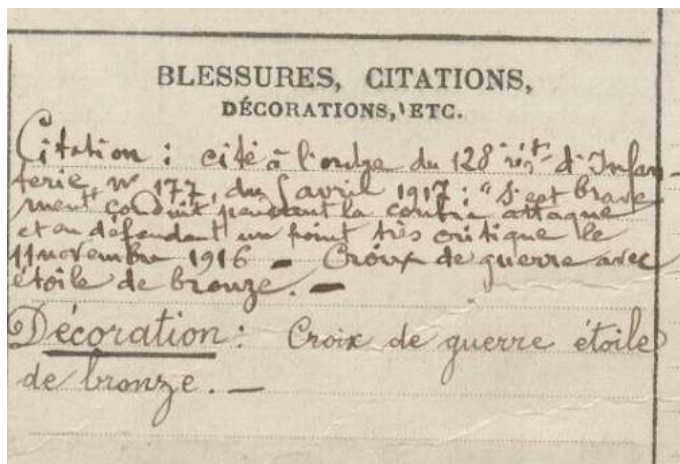 BLESSURES, CITATIONS,
DÉCORATIONS, ETC.
Citation : cité à l'ordre du 128 régt d'Infan-
terie, n° 177, du 5 avril 1917 : "S'est brave
ment conduit pendant la contre attaque
et en défendant un point très critique le
11 novembre 1916 — Croix de guerre avec
étoile de bronze. —
Décoration : Croix de guerre étoile
de bronze. —